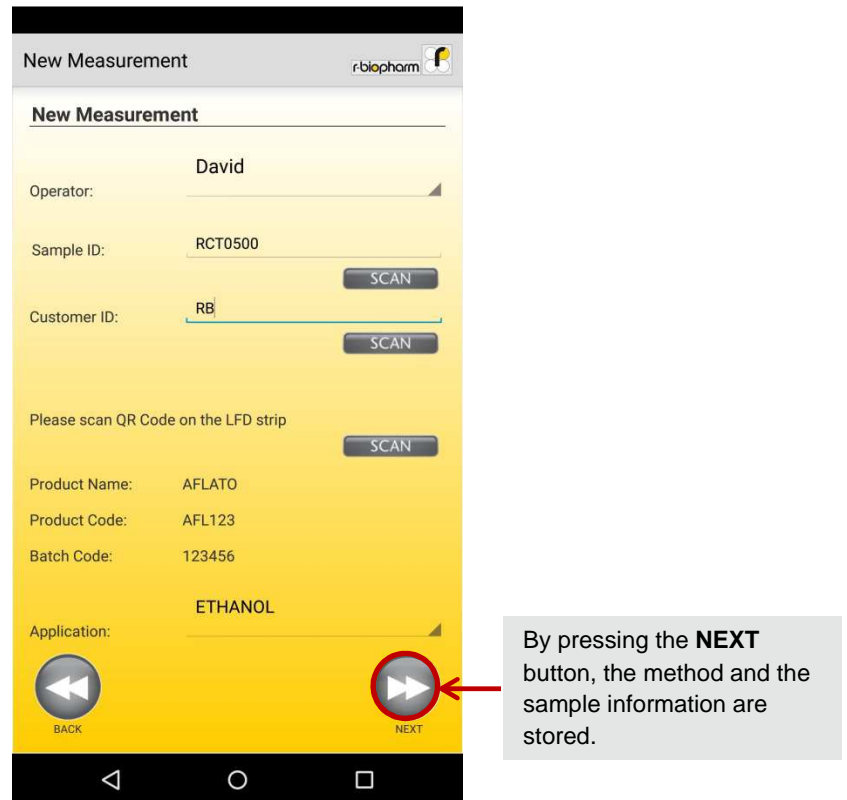 New Measurement
r-biopharm
New Measurement
David
Operator:
Sample ID: RCT0500
SCAN
Customer ID: RB
SCAN
Please scan QR Code on the LFD strip
SCAN
Product Name: AFLATO
Product Code: AFL123
Batch Code: 123456
ETHANOL
Application:
BACK
NEXT
By pressing the NEXT
button, the method and the
sample information are
stored.